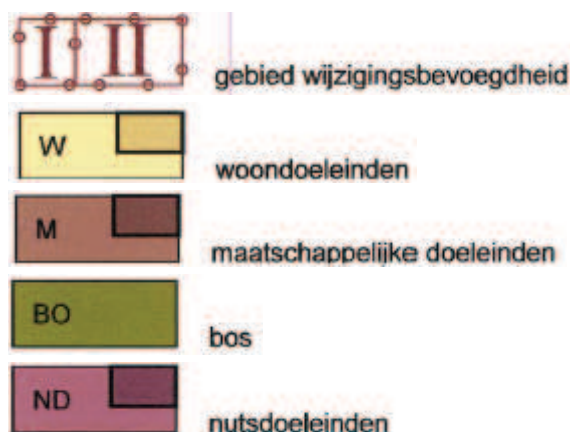 I II
gebied wijzigingsbevoegdheid
W
woondoeleinden
M
maatschappelijke doeleinden
BO
bos
ND
nutsdoeleinden